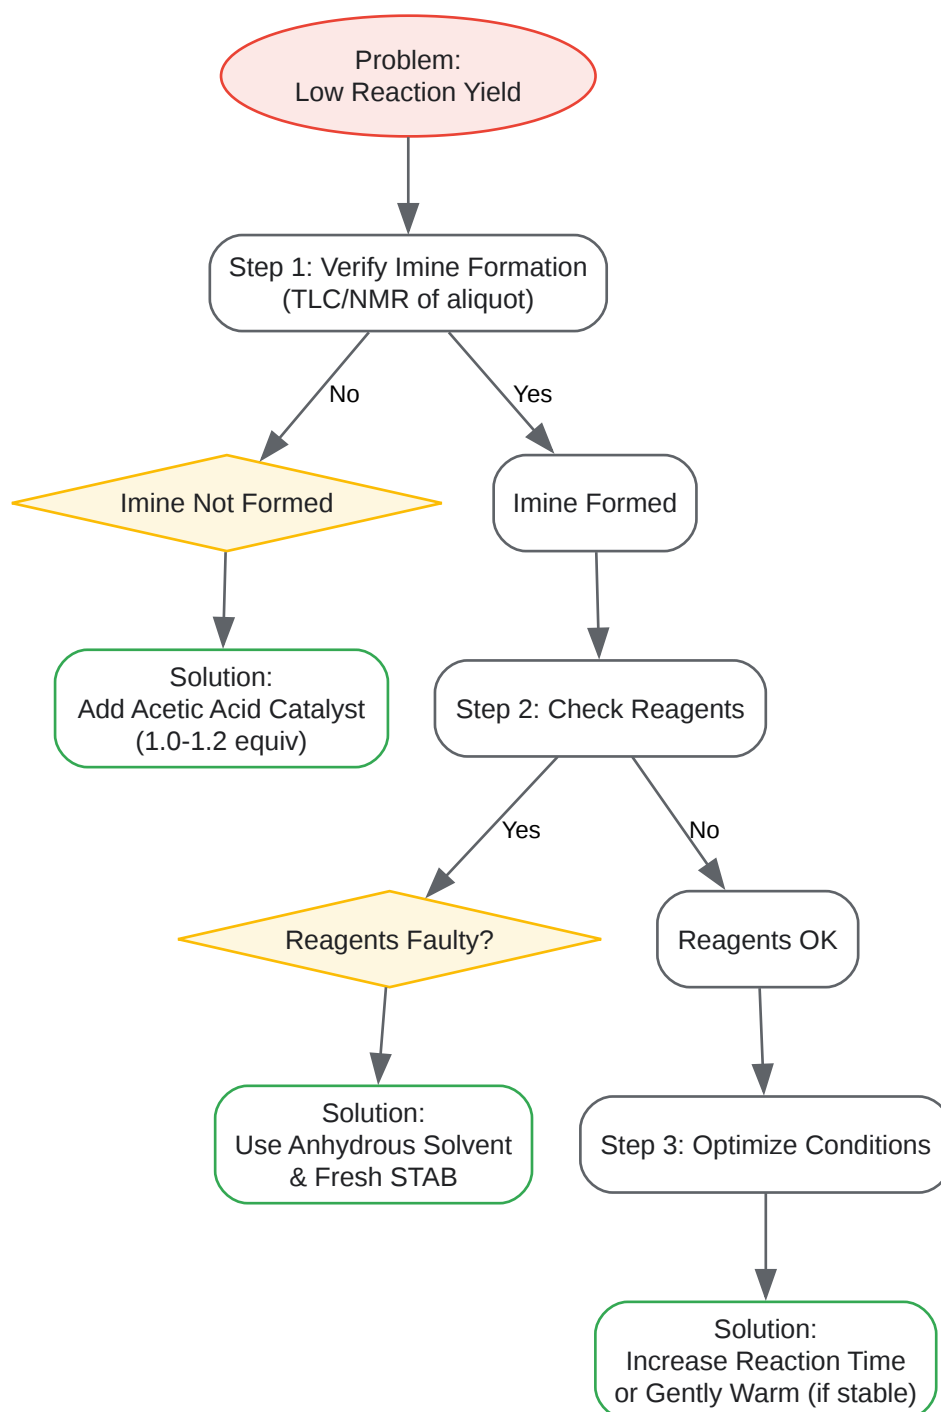 Problem:
Low Reaction Yield
Step 1: Verify Imine Formation
(TLC/NMR of aliquot)
No
Yes
Imine Not Formed
Imine Formed
Solution:
Add Acetic Acid Catalyst
(1.0-1.2 equiv)
Step 2: Check Reagents
Yes
No
Reagents Faulty?
Reagents OK
Solution:
Use Anhydrous Solvent
& Fresh STAB
Step 3: Optimize Conditions
Solution:
Increase Reaction Time
or Gently Warm (if stable)